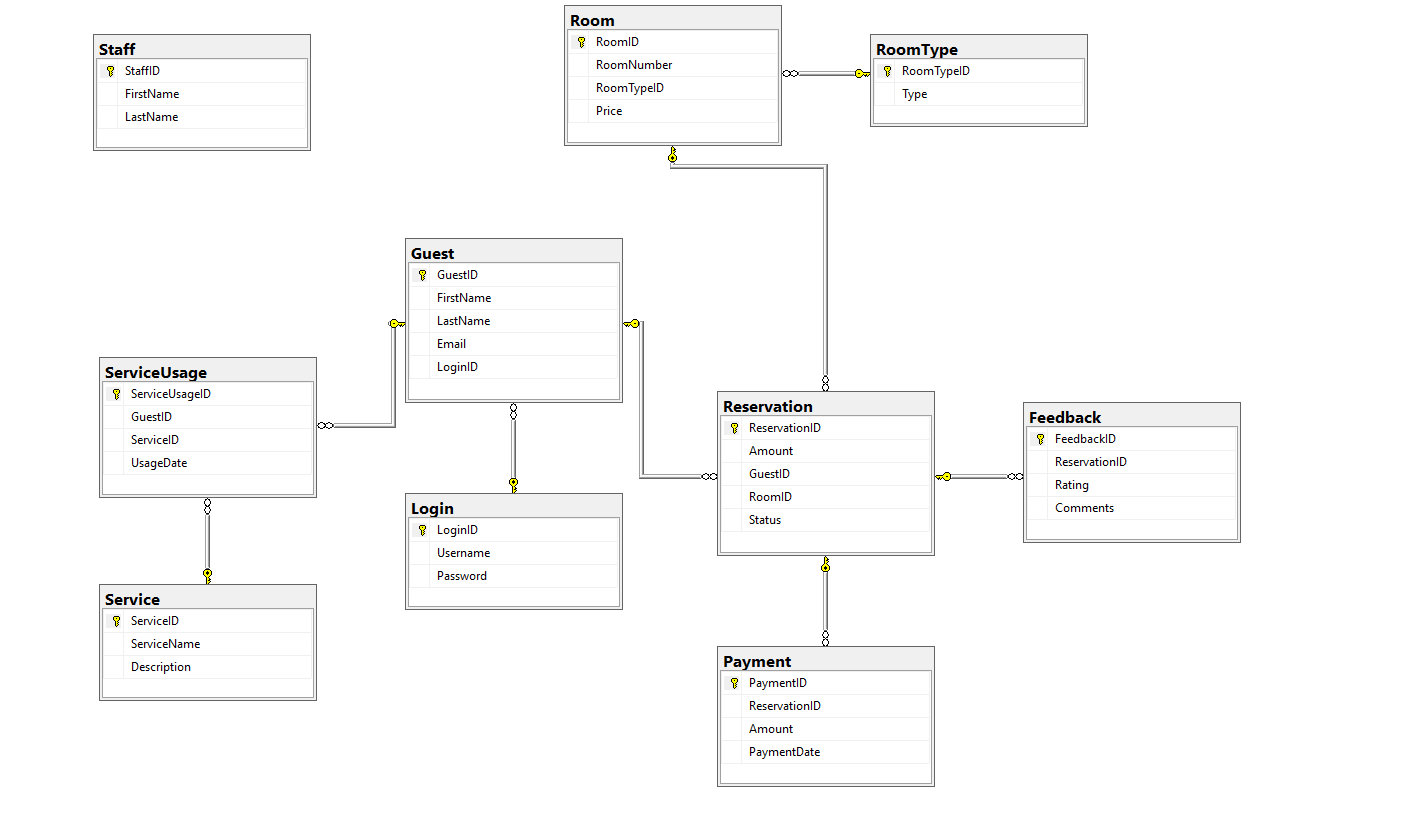 Staff
StaffID
FirstName
LastName
Room
RoomID
RoomNumber
RoomTypeID
Price
RoomType
RoomTypeID
Type
Guest
GuestID
FirstName
LastName
Email
LoginID
ServiceUsage
ServiceUsageID
GuestID
ServiceID
UsageDate
Login
LoginID
Username
Password
Reservation
ReservationID
Amount
GuestID
RoomID
Status
Feedback
FeedbackID
ReservationID
Rating
Comments
Service
ServiceID
ServiceName
Description
Payment
PaymentID
ReservationID
Amount
PaymentDate